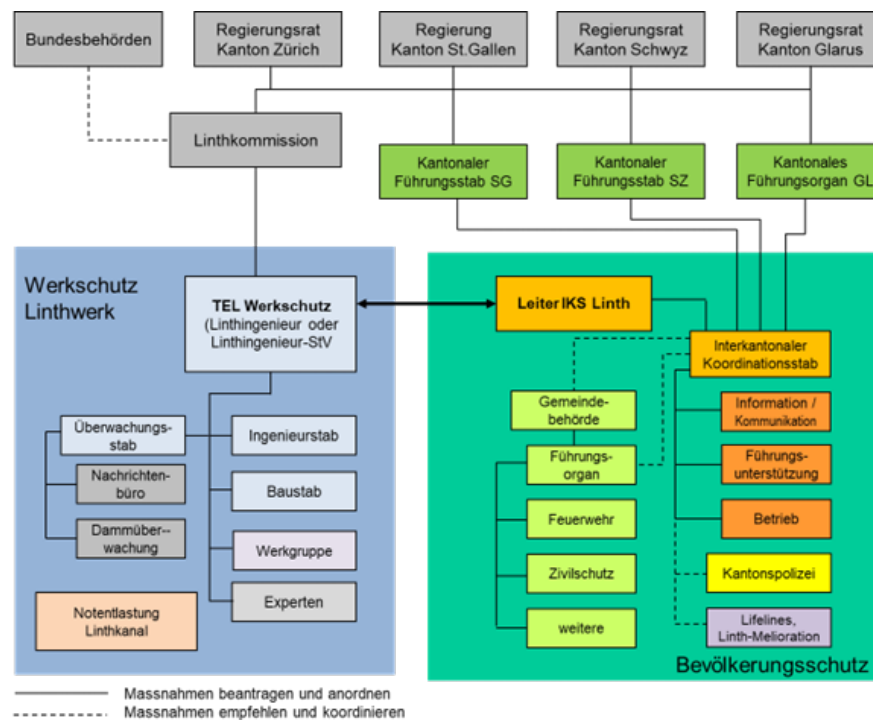 Bundesbehörden
Regierungsrat
Kanton Zürich
Regierung
Kanton St.Gallen
Regierungsrat
Kanton Schwyz
Regierungsrat
Kanton Glarus
Linthkommission
Kantonaler
Führungsstab SG
Kantonaler
Führungsstab SZ
Kantonales
Führungsorgan GL
Werkschutz
Linthwerk
TEL Werkschutz
(Linthingenieur oder
Linthingenieur-StV
Überwachungs-
stab
Ingenieurstab
Nachrichten-
büro
Baustab
Dammüber--
wachung
Werkgruppe
Notentlastung
Linthkanal
Experten
Leiter IKS Linth
Interkantonaler
Koordinationsstab
Gemeinde-
behörde
Information /
Kommunikation
Führungs-
organ
Führungs-
unterstützung
Feuerwehr
Betrieb
Zivilschutz
Kantonspolizei
weitere
Lifelines,
Linth-Melioration
Bevölkerungsschutz
Massnahmen beantragen und anordnen
Massnahmen empfehlen und koordinieren